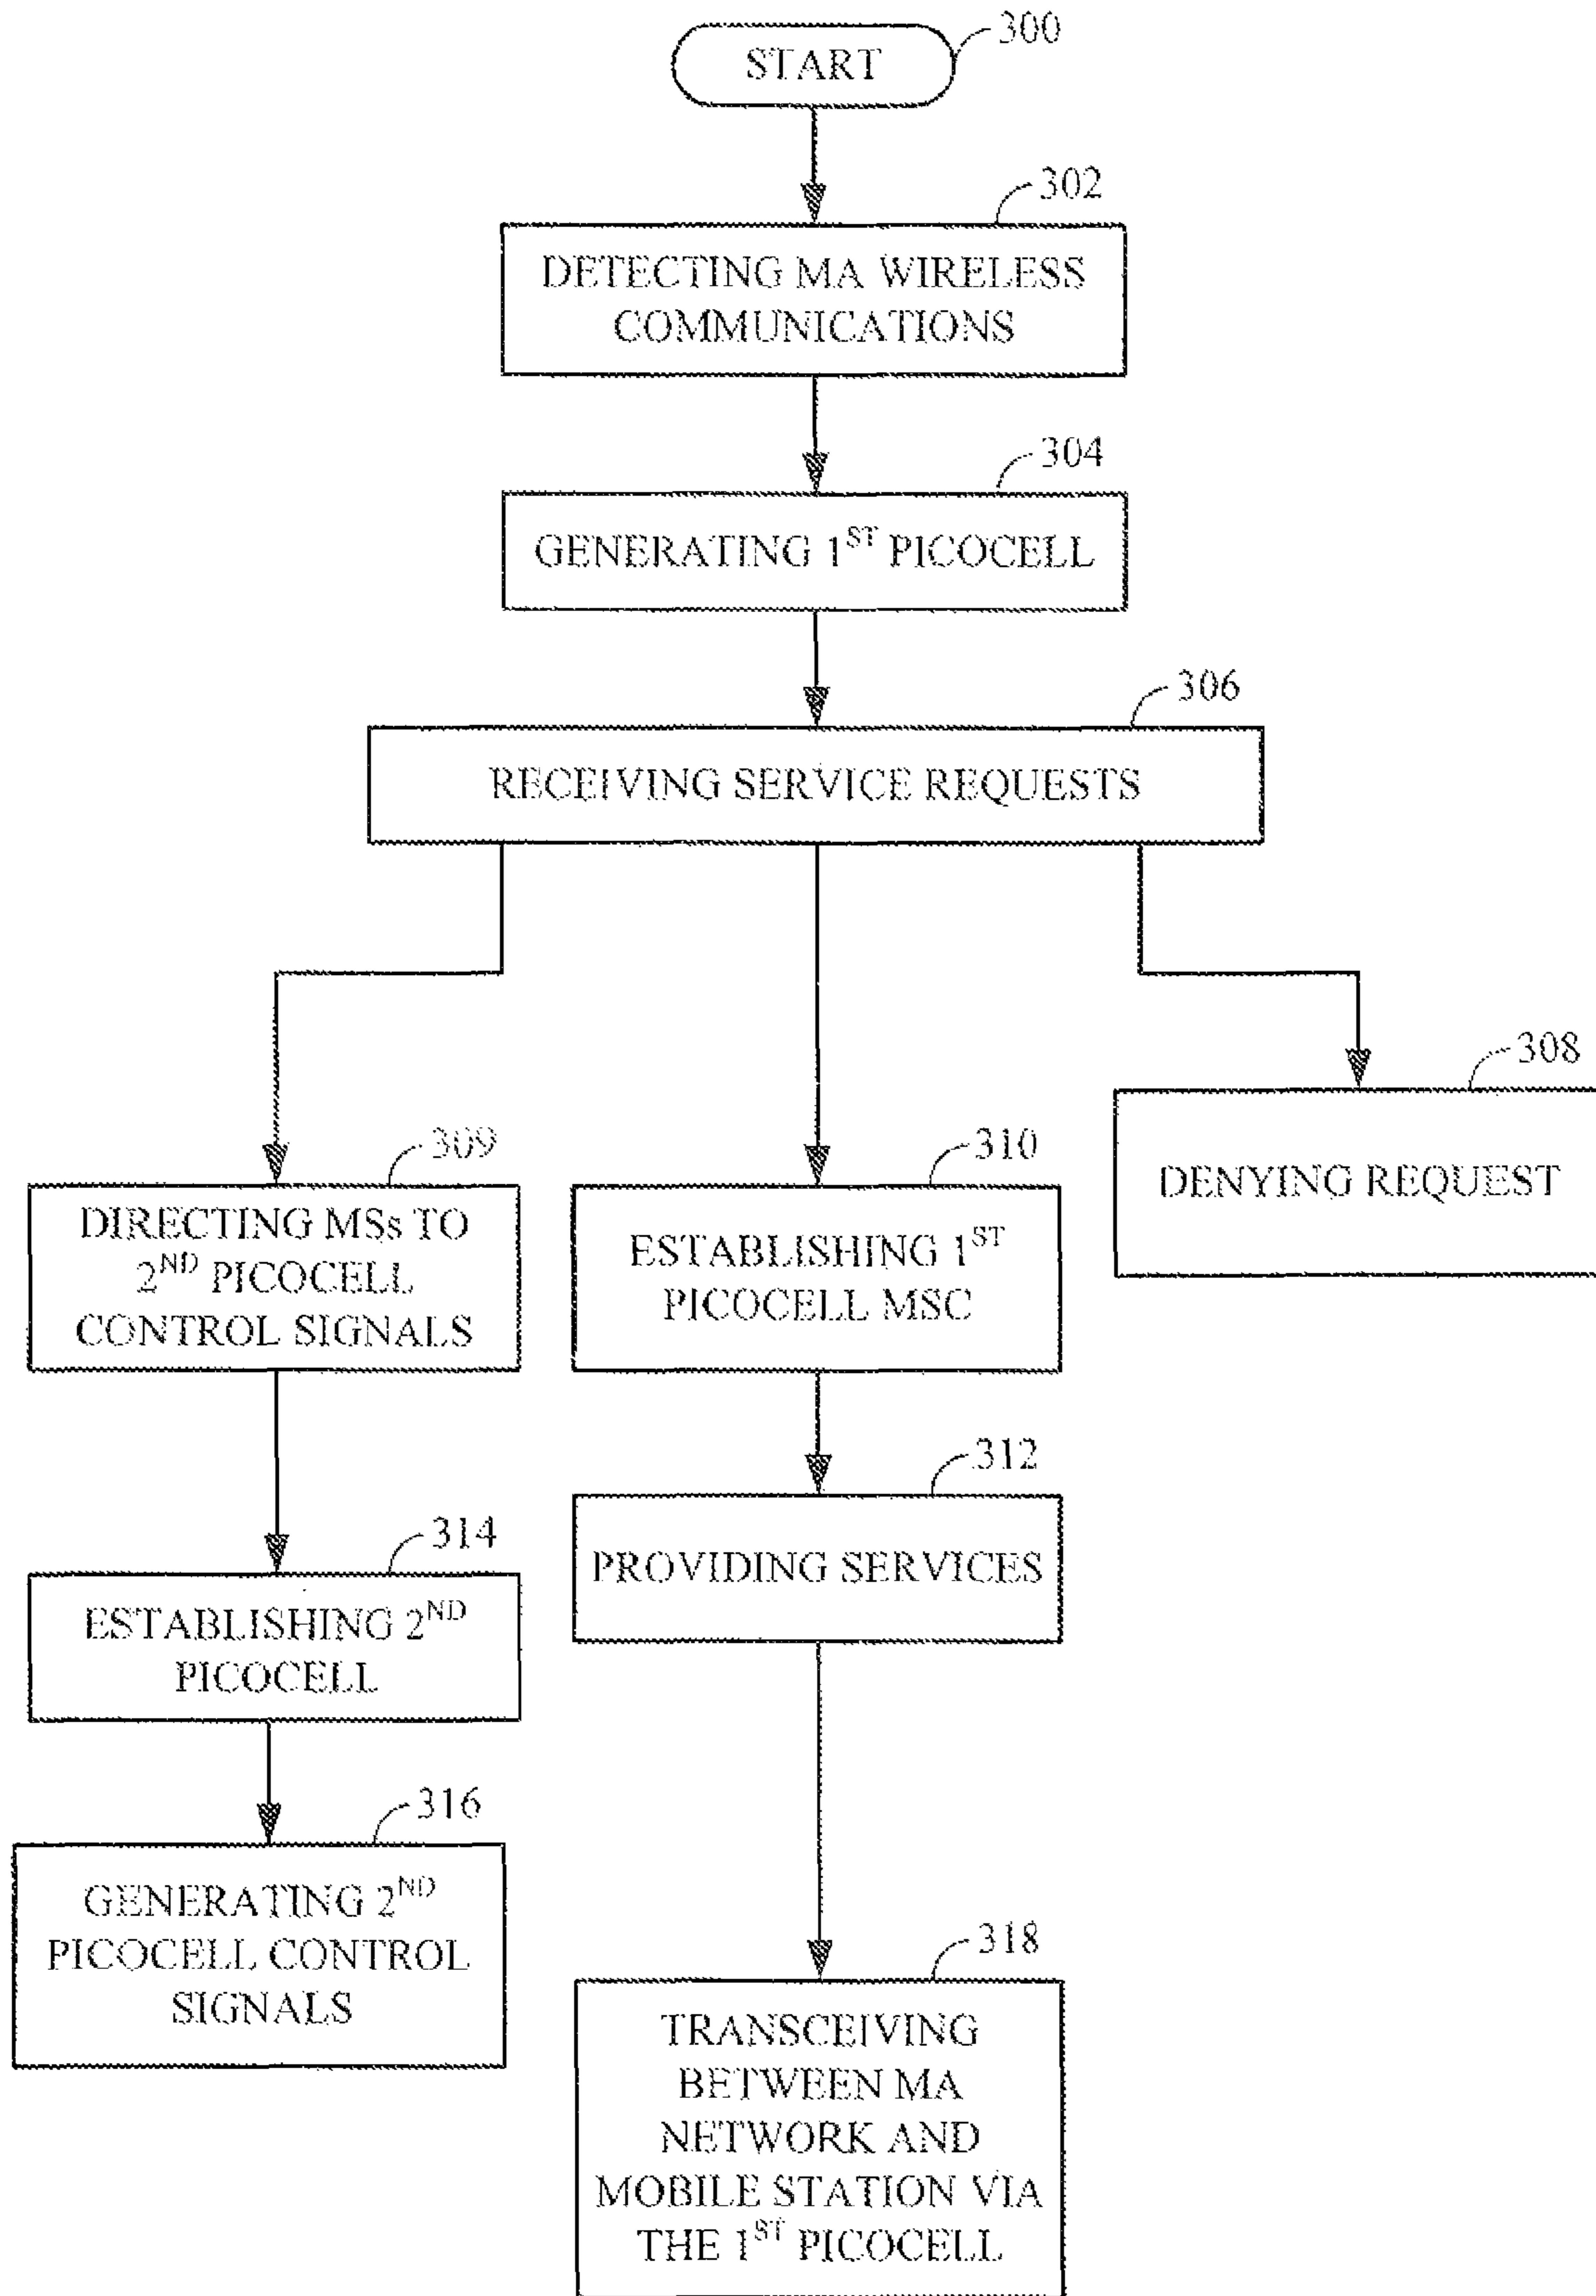 300
START
302
DETECTING MA WIRELESS
COMMUNICATIONS
304
GENERATING 1ST PICOCELL
306
RECEIVING SERVICE REQUESTS
308
DENYING REQUEST
309
DIRECTING MSs TO
2ND PICOCELL
CONTROL SIGNALS
310
ESTABLISHING 1ST
PICOCELL MSC
312
PROVIDING SERVICES
314
ESTABLISHING 2ND
PICOCELL
316
GENERATING 2ND
PICOCELL CONTROL
SIGNALS
318
TRANSCEIVING
BETWEEN MA
NETWORK AND
MOBILE STATION VIA
THE 1ST PICOCELL